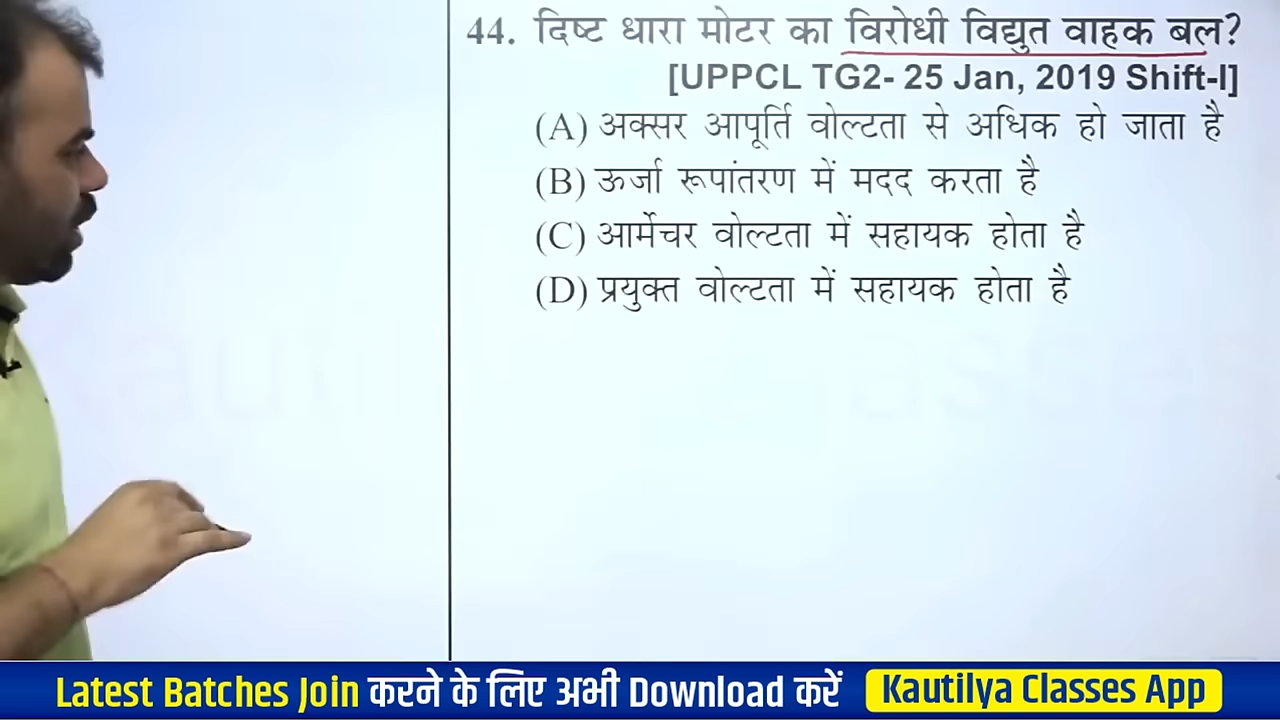 44. दिष्ट धारा मोटर का विरोधी विद्युत वाहक बल?
[UPPCL TG2- 25 Jan, 2019 Shift-I]
(A) अक्सर आपूर्ति वोल्टता से अधिक हो जाता है
(B) ऊर्जा रूपांतरण में मदद करता है
(C) आर्मेचर वोल्टता में सहायक होता है
(D) प्रयुक्त वोल्टता में सहायक होता है
Latest Batches Join करने के लिए अभी Download करें Kautilya Classes App